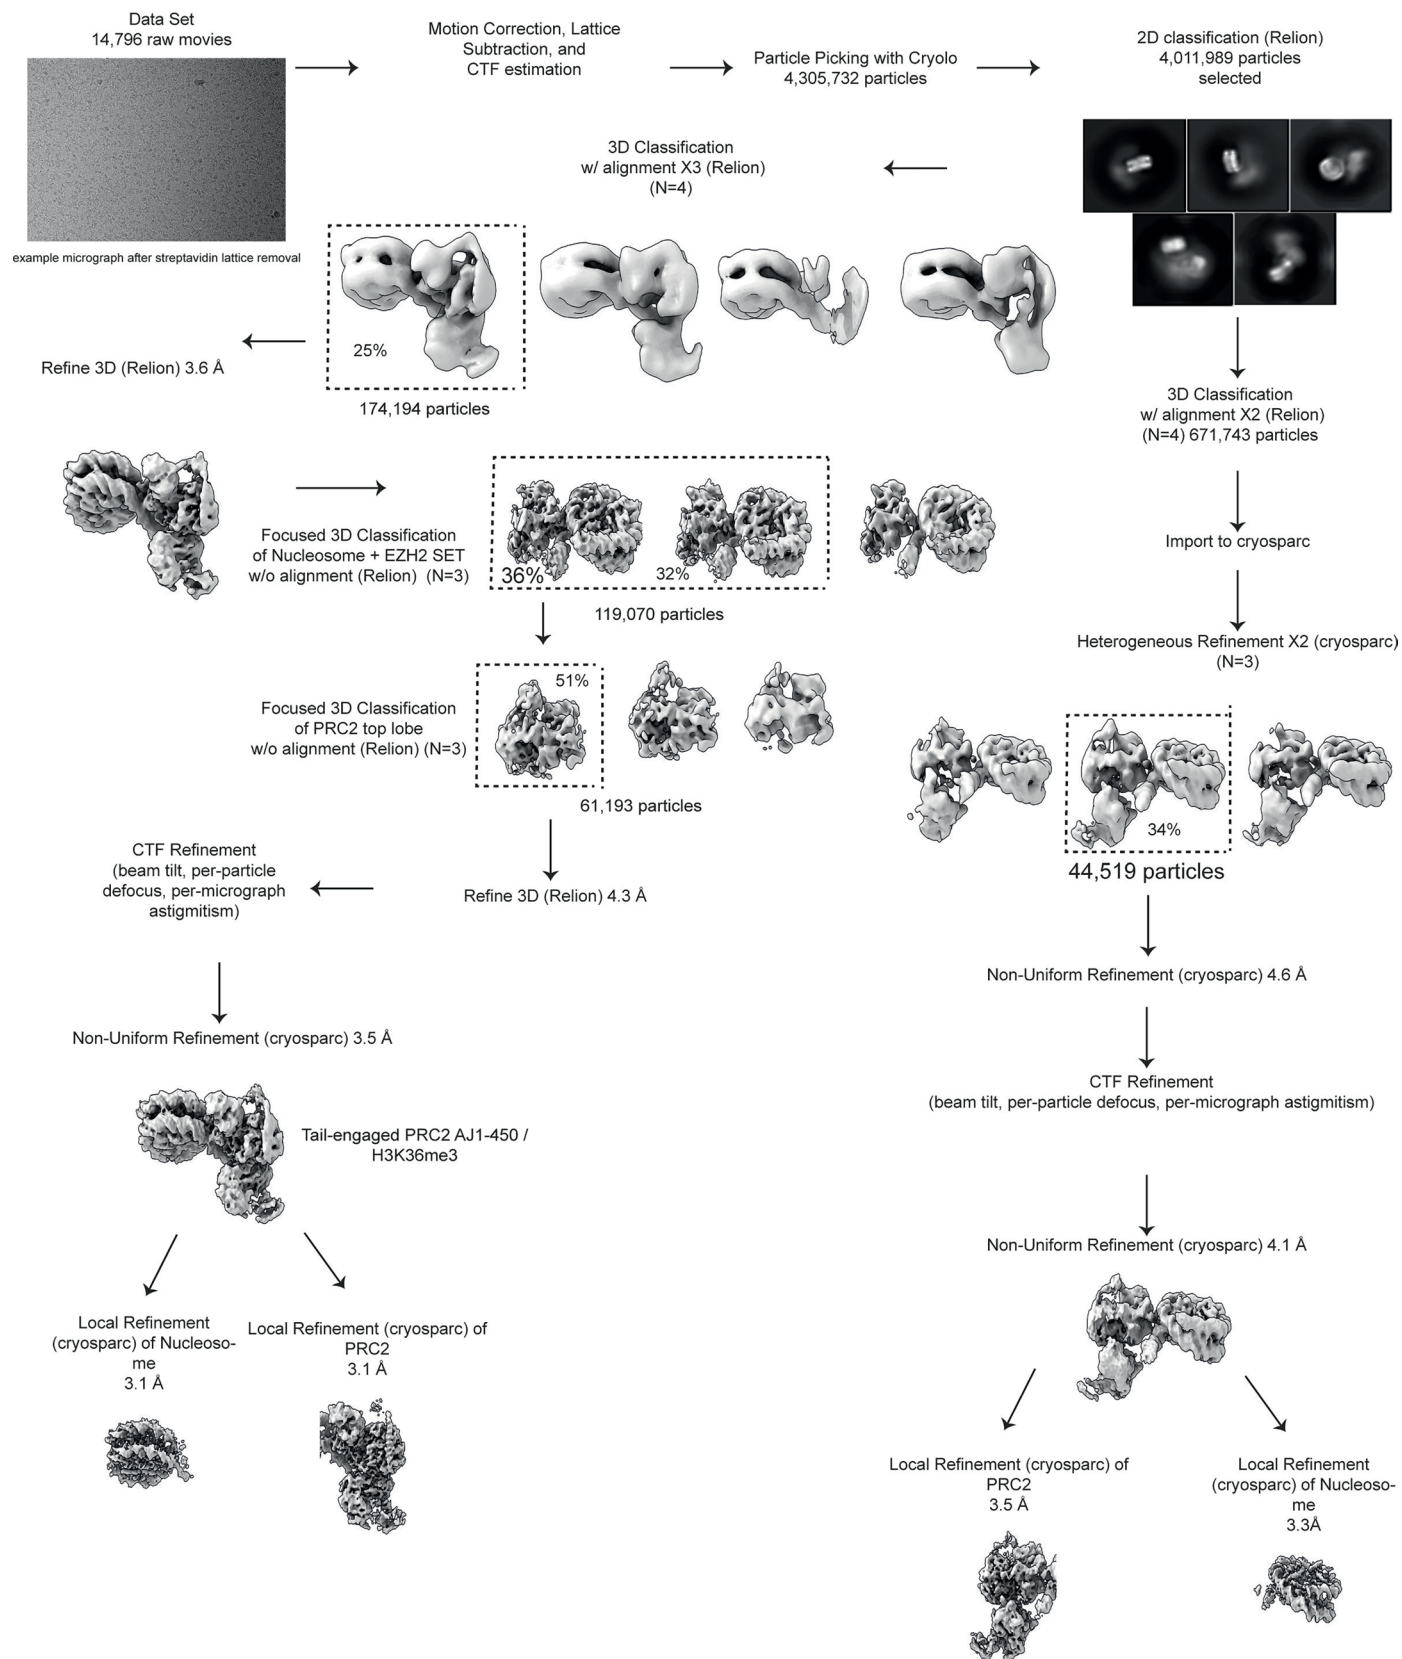 Data Set
14,796 raw movies
example micrograph after streptavidin lattice removal
Motion Correction, Lattice
Subtraction, and
CTF estimation
Particle Picking with Cryolo
4,305,732 particles
2D classification (Relion)
4,011,989 particles
selected
3D Classification
w/ alignment X3 (Relion)
(N=4)
25%
174,194 particles
Refine 3D (Relion) 3.6 Å
Focused 3D Classification
of Nucleosome + EZH2 SET
w/o alignment (Relion) (N=3)
36%
32%
119,070 particles
Focused 3D Classification
of PRC2 top lobe
w/o alignment (Relion) (N=3)
51%
61,193 particles
Refine 3D (Relion) 4.3 Å
CTF Refinement
(beam tilt, per-particle
defocus, per-micrograph
astigmitism)
Non-Uniform Refinement (cryosparc) 3.5 Å
Tail-engaged PRC2 AJ1-450 /
H3K36me3
Local Refinement
(cryosparc) of Nucleoso-
me
3.1 Å
Local Refinement (cryosparc) of
PRC2
3.1 Å
3D Classification
w/ alignment X2 (Relion)
(N=4) 671,743 particles
Import to cryosparc
Heterogeneous Refinement X2 (cryosparc)
(N=3)
34%
44,519 particles
Non-Uniform Refinement (cryosparc) 4.6 Å
CTF Refinement
(beam tilt, per-particle defocus, per-micrograph astigmitism)
Non-Uniform Refinement (cryosparc) 4.1 Å
Local Refinement (cryosparc) of
PRC2
3.5 Å
Local Refinement
(cryosparc) of Nucleoso-
me
3.3Å